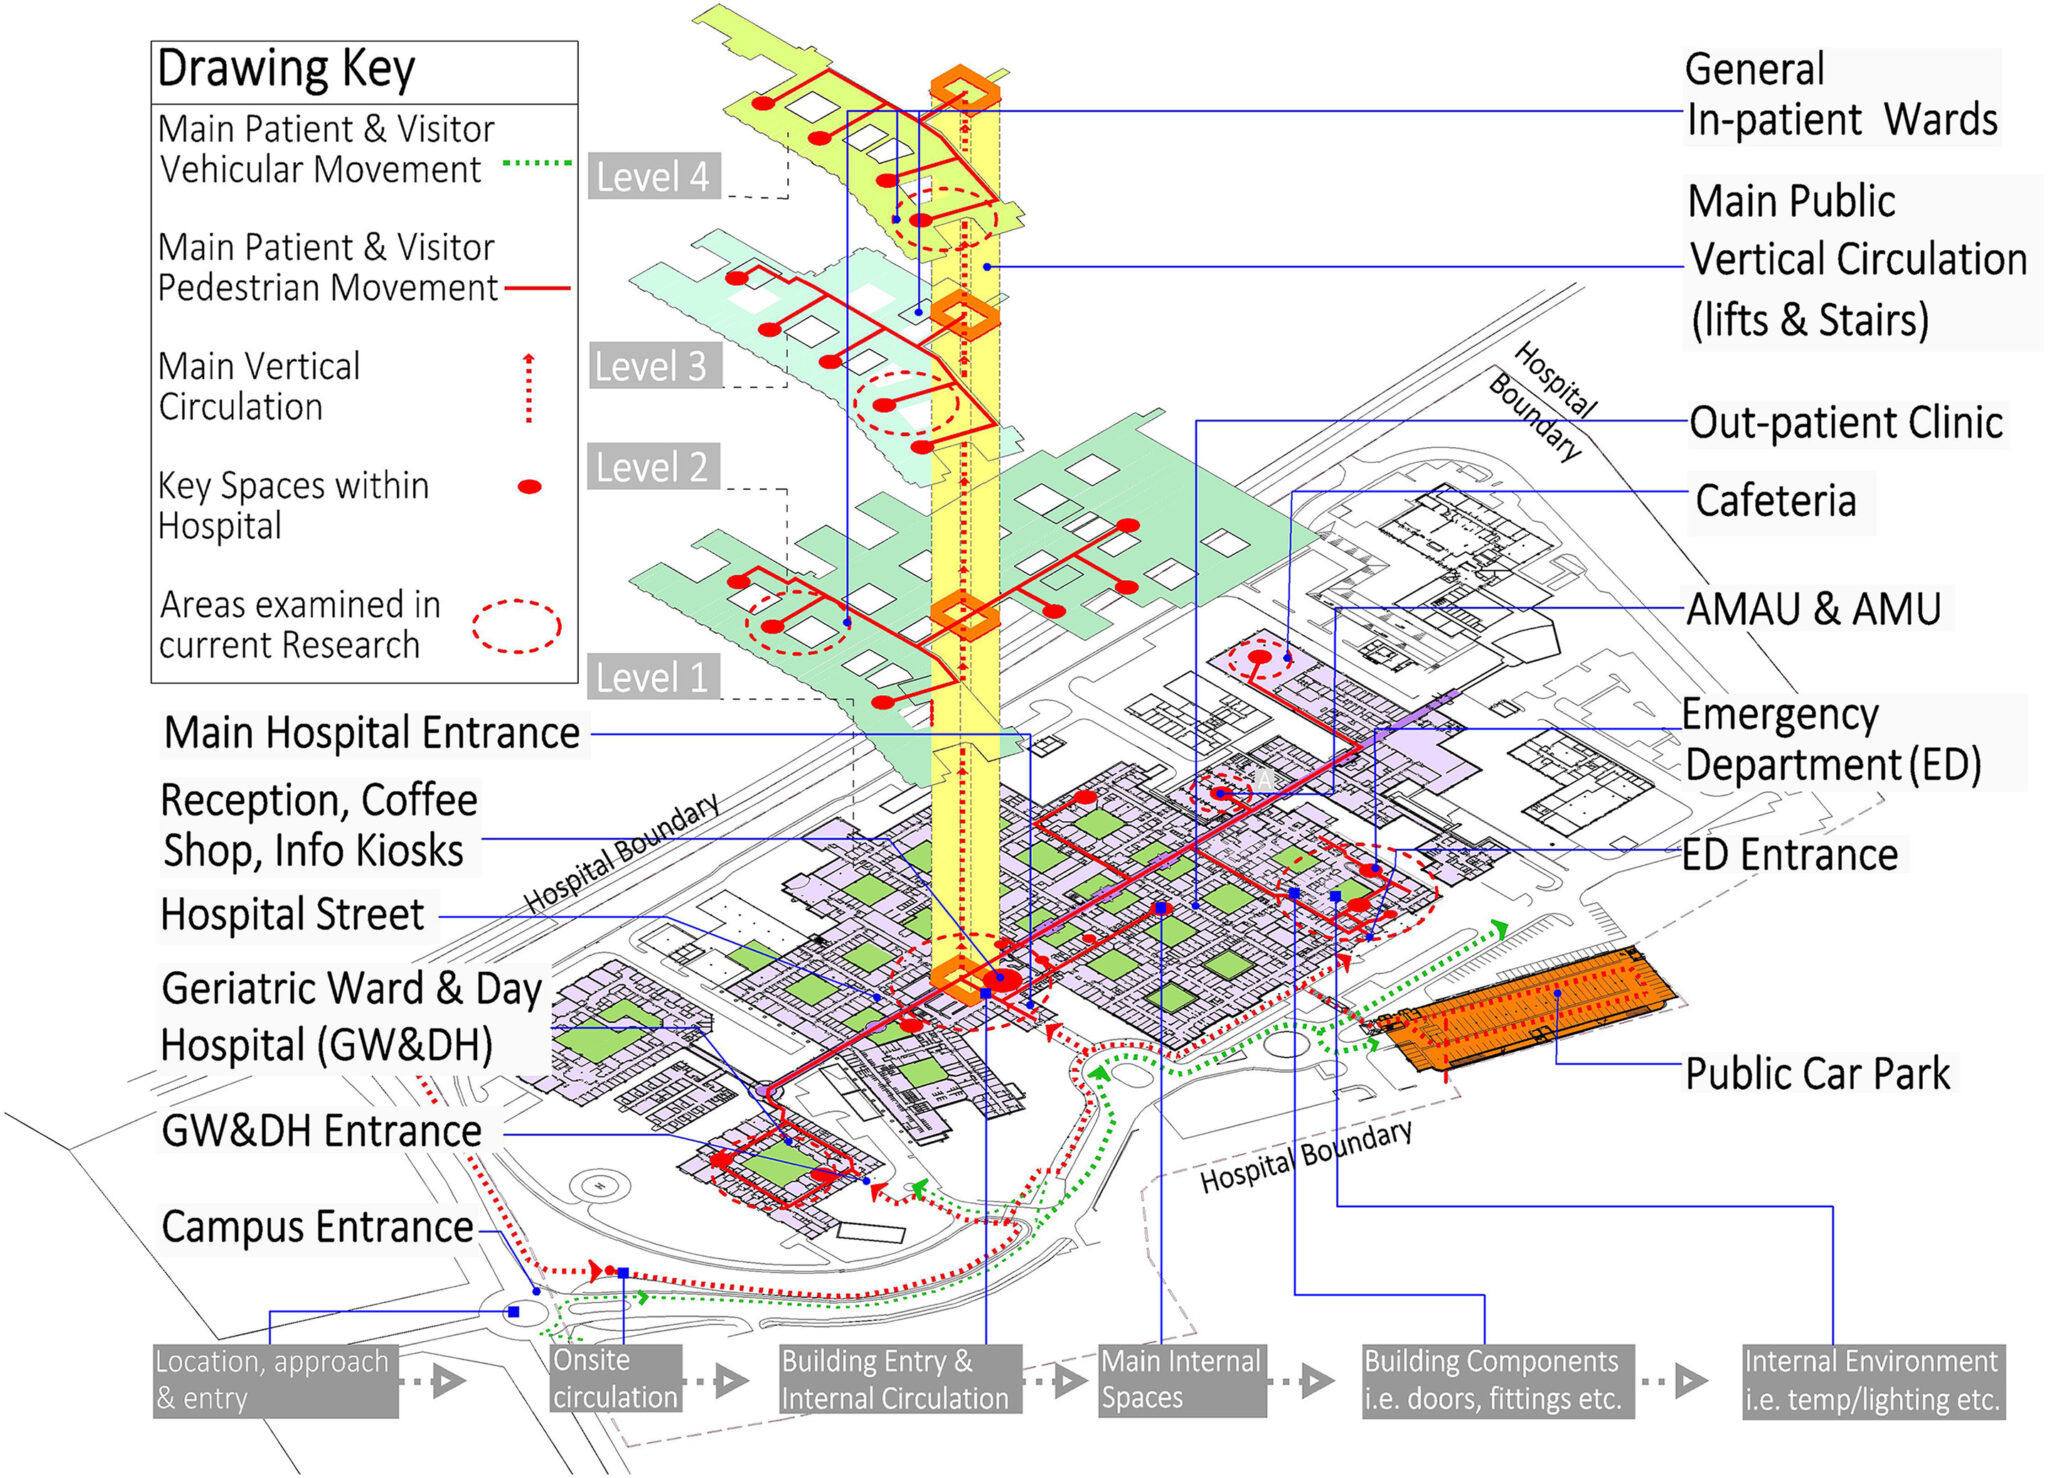 Drawing Key
Main Patient & Visitor
Vehicular Movement
Main Patient & Visitor
Pedestrian Movement
Main Vertical
Circulation
Key Spaces within
Hospital
Areas examined in
current Research
Level 4
Level 3
Level 2
Level 1
General
In-patient Wards
Main Public
Vertical Circulation
(lifts & Stairs)
Hospital
Boundary
Out-patient Clinic
Cafeteria
AMAU & AMU
Emergency
Department (ED)
ED Entrance
Public Car Park
Main Hospital Entrance
Reception, Coffee
Shop, Info Kiosks
Hospital Street
Geriatric Ward & Day
Hospital (GW&DH)
GW&DH Entrance
Campus Entrance
Hospital Boundary
Hospital Boundary
A
H
Location, approach
& entry
Onsite
circulation
Building Entry &
Internal Circulation
Main Internal
Spaces
Building Components
i.e. doors, fittings etc.
Internal Environment
i.e. temp/lighting etc.